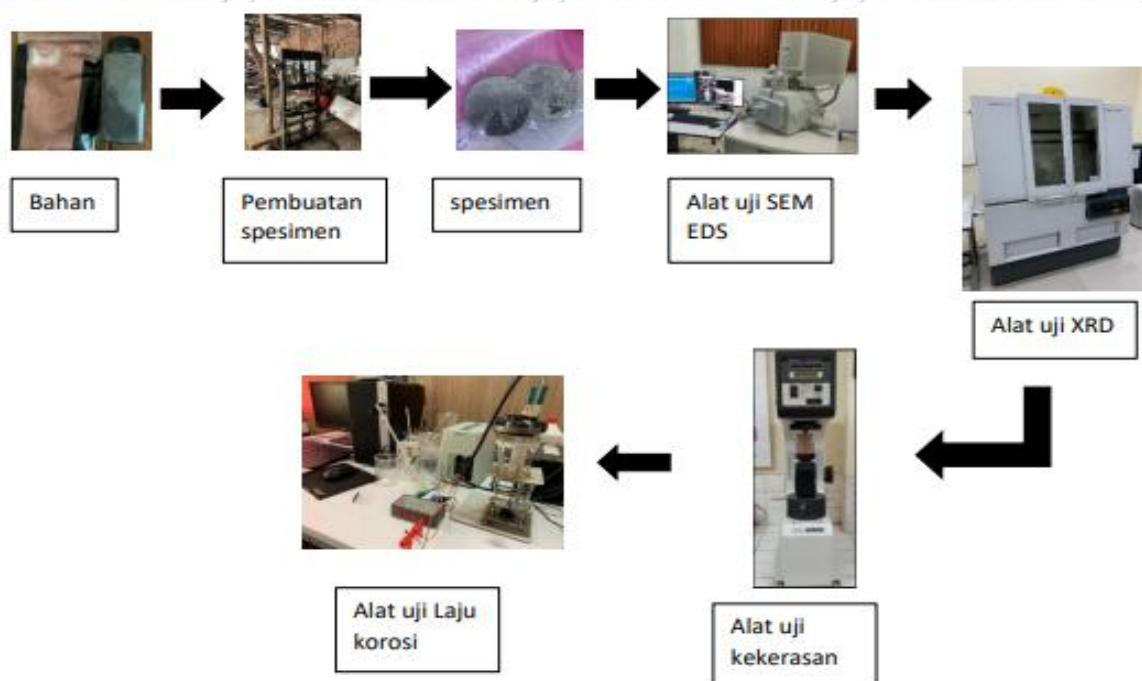 Bahan
Pembuatan
spesimen
spesimen
Alat uji SEM
EDS
Alat uji XRD
Alat uji Laju
korosi
Alat uji
kekerasan